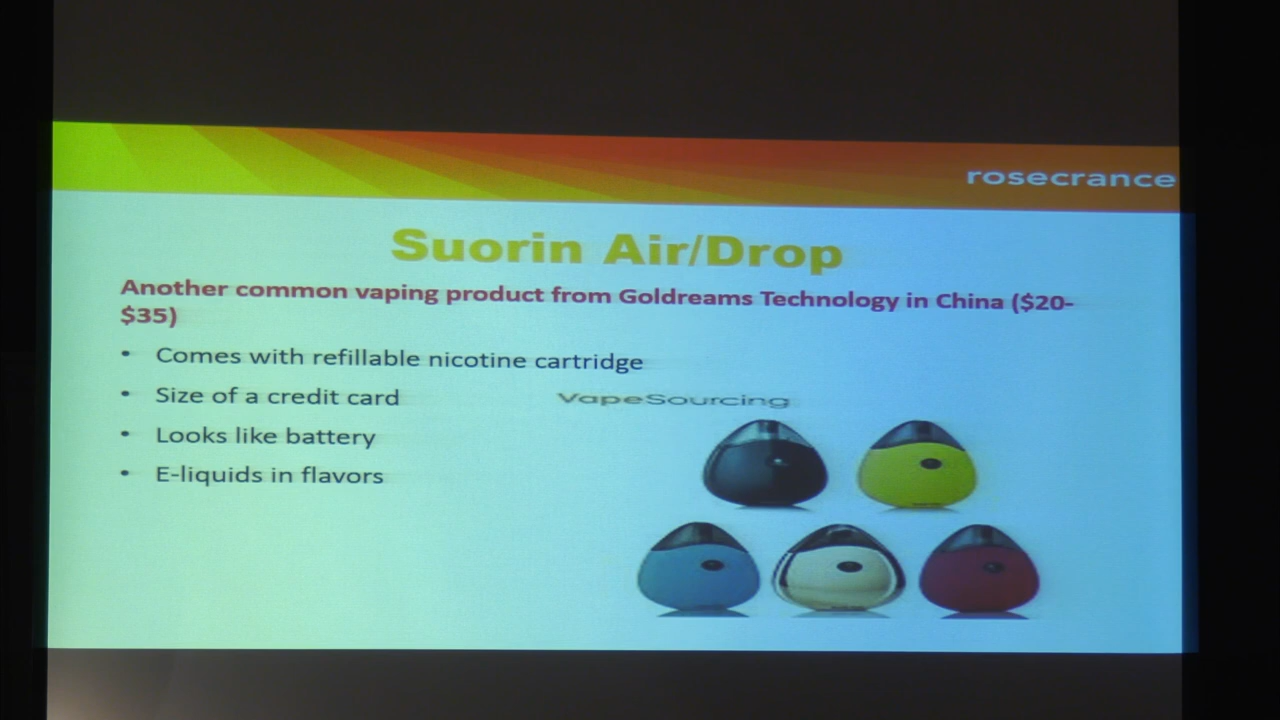 rosecrance
Suorin Air/Drop
Another common vaping product from Goldreams Technology in China ($20-
$35)
• Comes with refillable nicotine cartridge
• Size of a credit card
• Looks like battery
• E-liquids in flavors
VapeSourcing